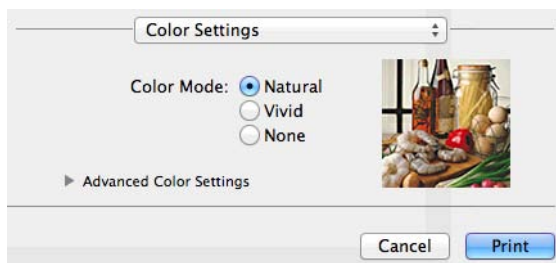 Color Settings
Color Mode: Natural
Vivid
None
Advanced Color Settings
Cancel Print